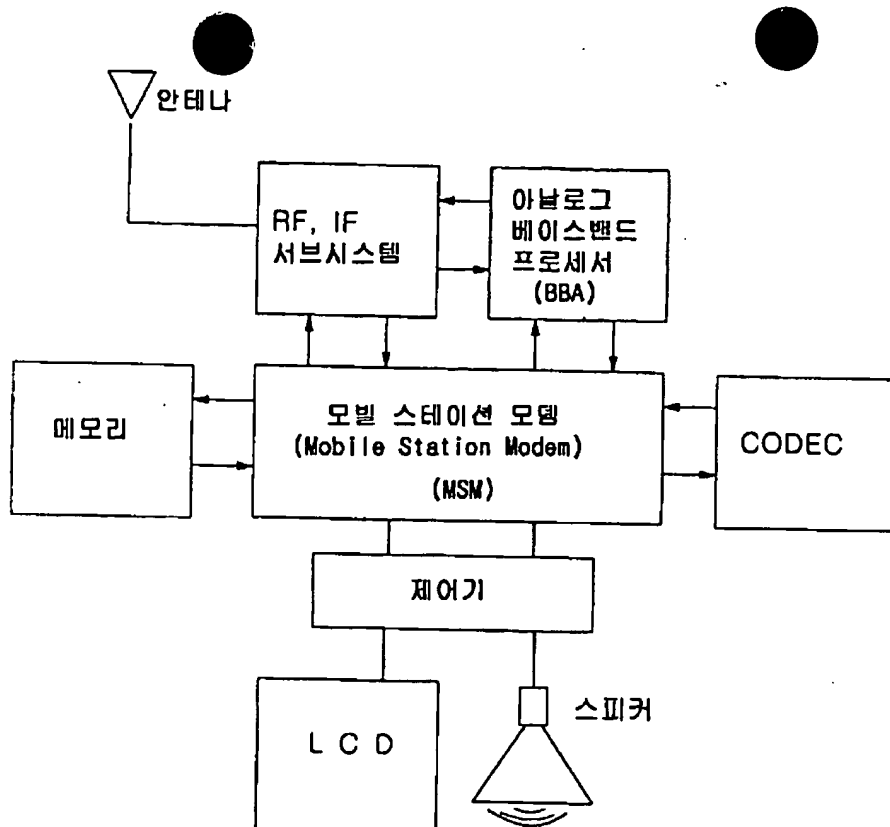 안테나
RF, IF
서브시스템
아날로그
베이스밴드
프로세서
(BBA)
메모리
모빌 스테이션 모뎀
(Mobile Station Modem)
(MSM)
CODEC
제어기
L C D
스피커